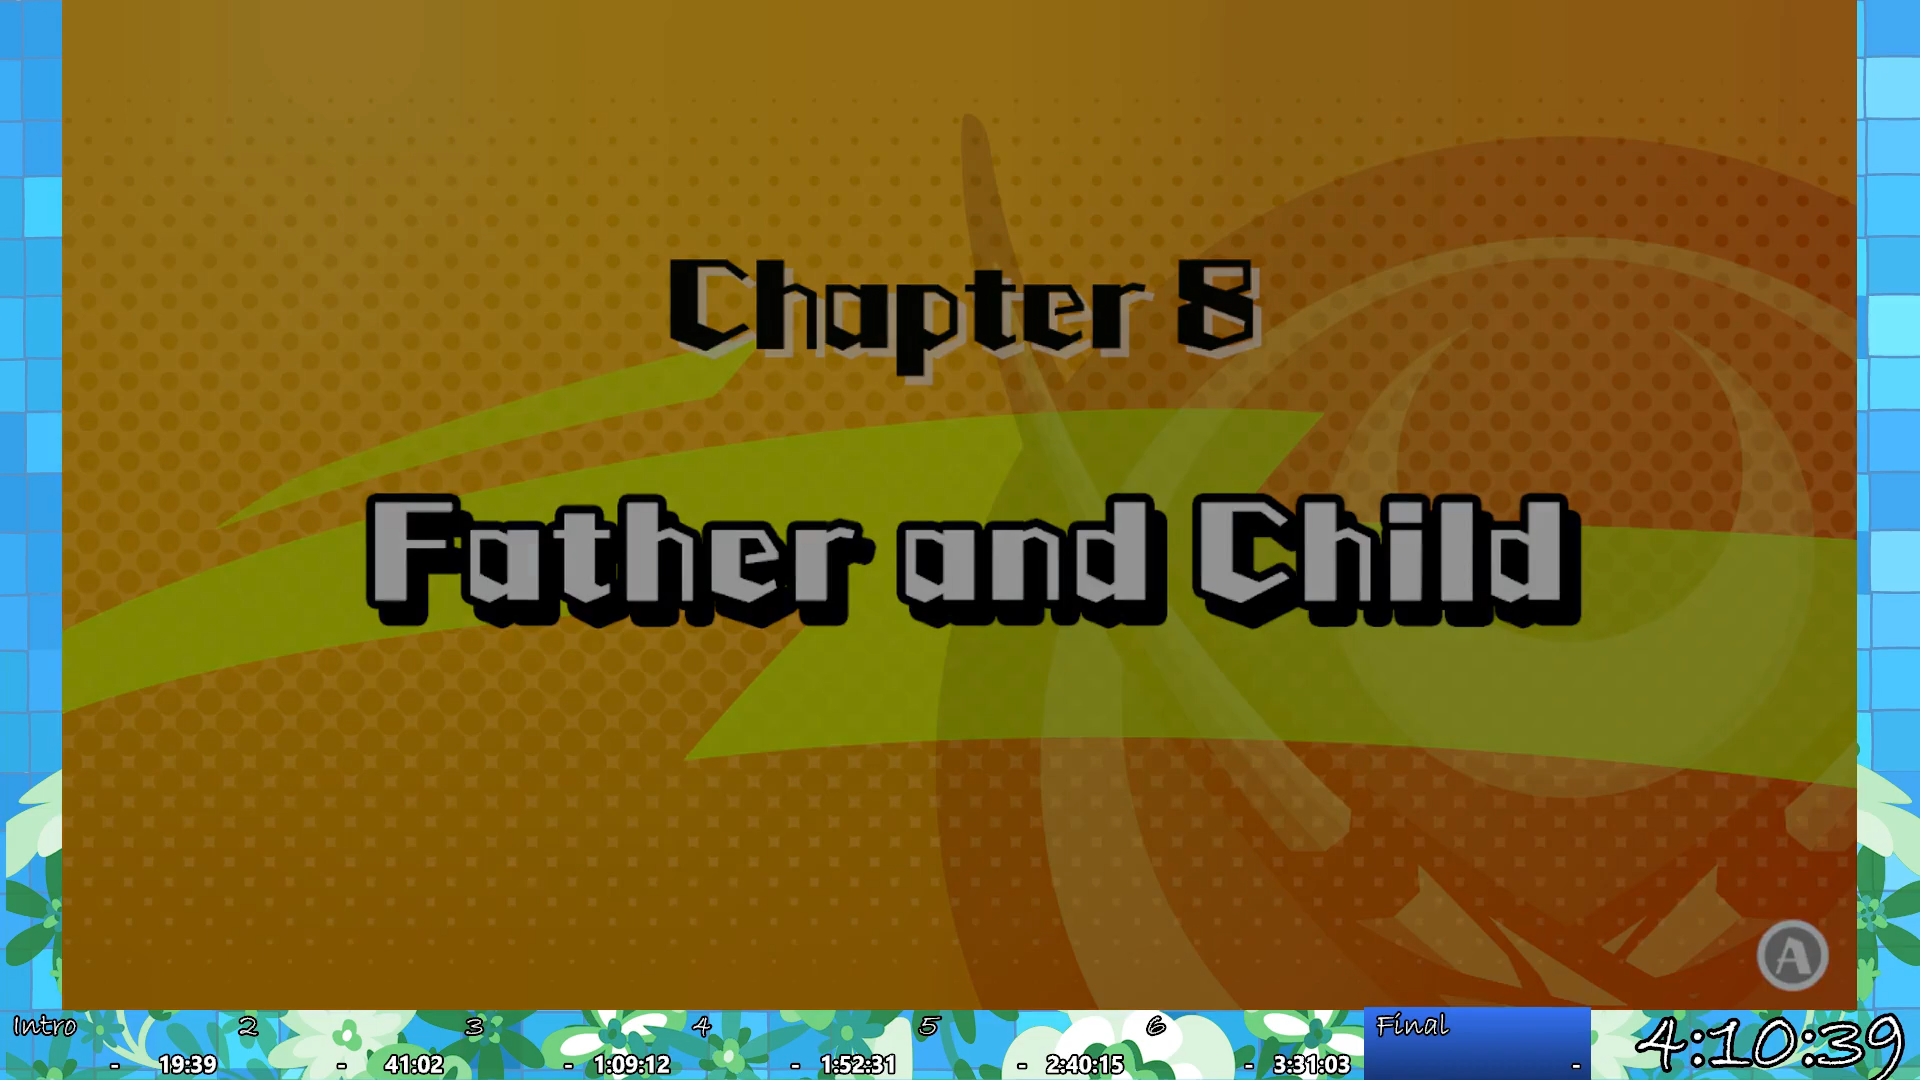 Chapter 8
Father and Child
A
Intro 2 3 4 5 6 Final
- 19:39 - 41:02 - 1:09:12 - 1:52:31 - 2:40:15 - 3:31:03 -
4:10:39